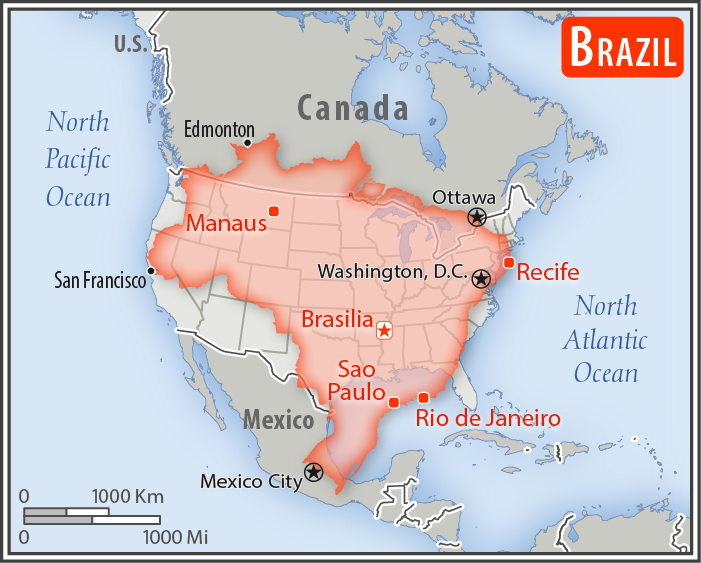 BRAZIL
U.S.
Canada
North
Pacific
Ocean
Edmonton
Ottawa
Manaus
San Francisco
Washington, D.C.
Recife
Brasilia
North
Atlantic
Ocean
Sao
Paulo
Rio de Janeiro
Mexico
Mexico City
0 1000 Km
0 1000 Mi